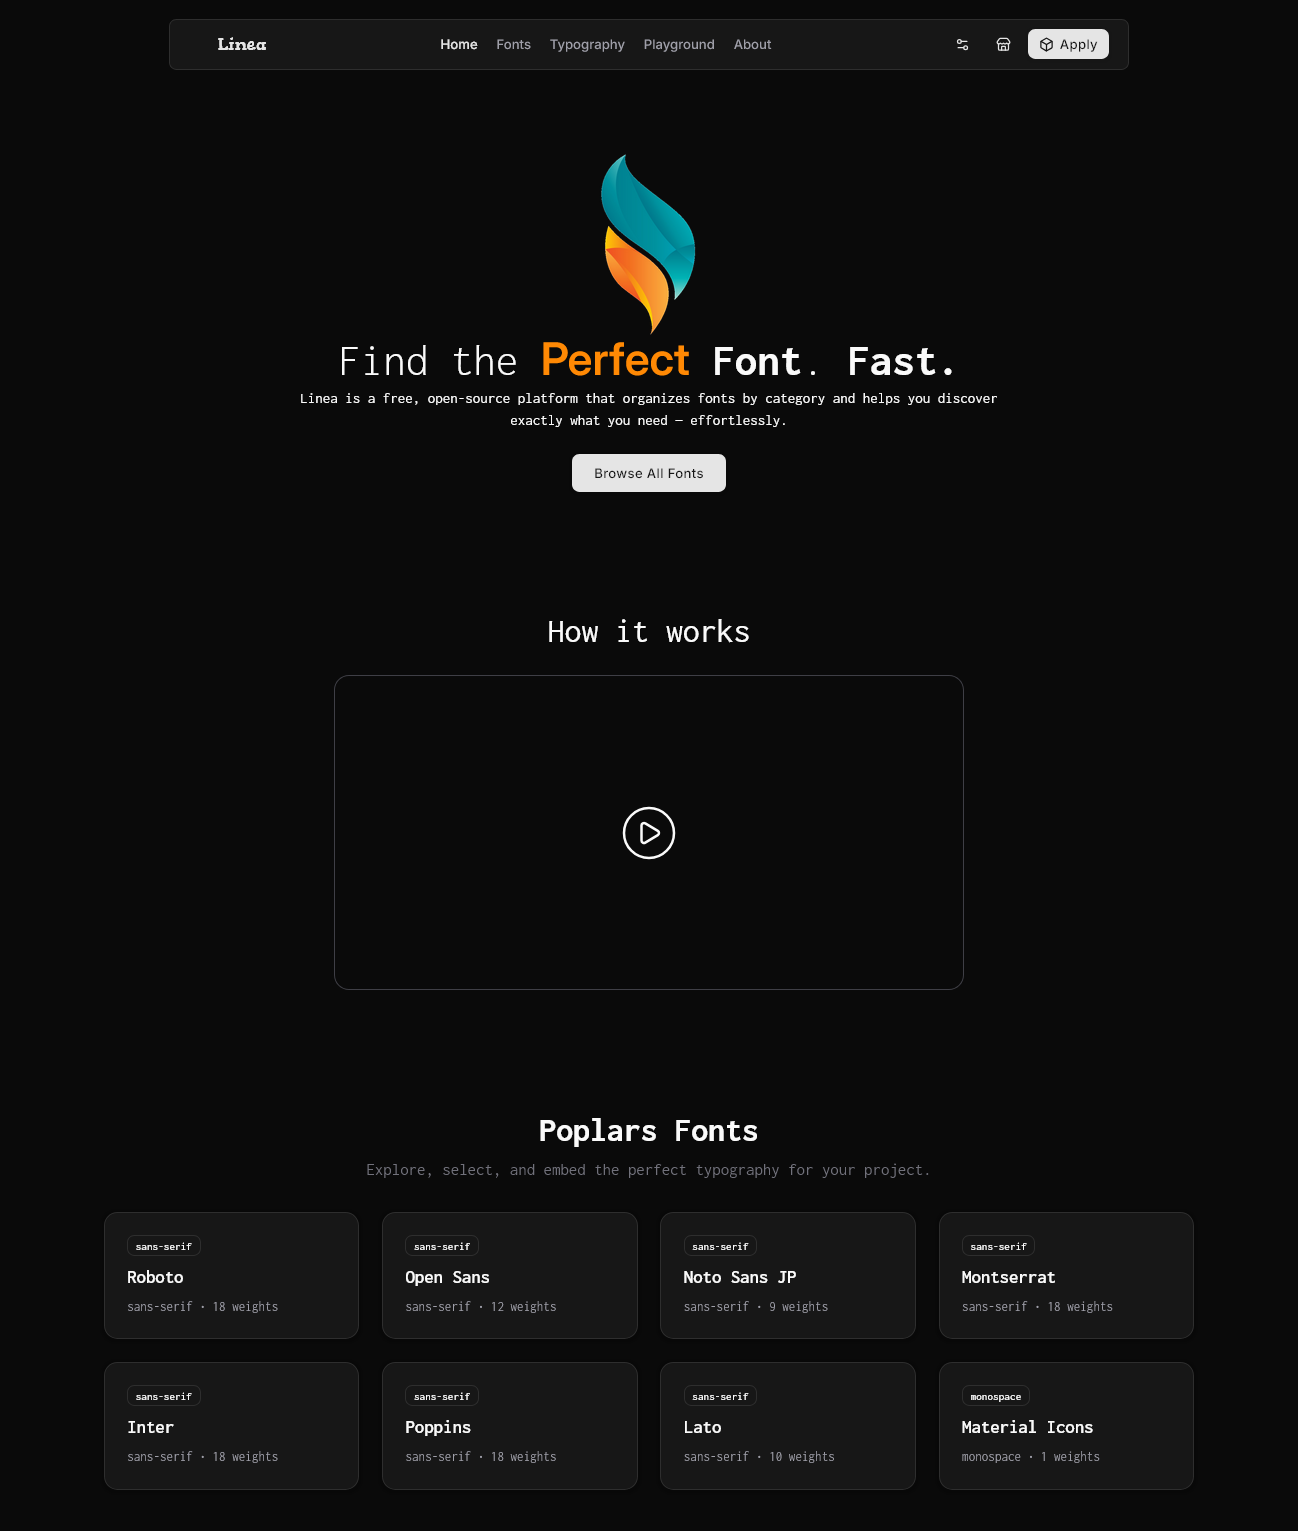 Linea
Home Fonts Typography Playground About
Apply
Find the Perfect Font. Fast.
Linea is a free, open-source platform that organizes fonts by category and helps you discover
exactly what you need — effortlessly.
Browse All Fonts
How it works
Poplars Fonts
Explore, select, and embed the perfect typography for your project.
sans-serif
Roboto
sans-serif • 18 weights
sans-serif
Open Sans
sans-serif • 12 weights
sans-serif
Noto Sans JP
sans-serif • 9 weights
sans-serif
Montserrat
sans-serif • 18 weights
sans-serif
Inter
sans-serif • 18 weights
sans-serif
Poppins
sans-serif • 18 weights
sans-serif
Lato
sans-serif • 10 weights
monospace
Material Icons
monospace • 1 weights